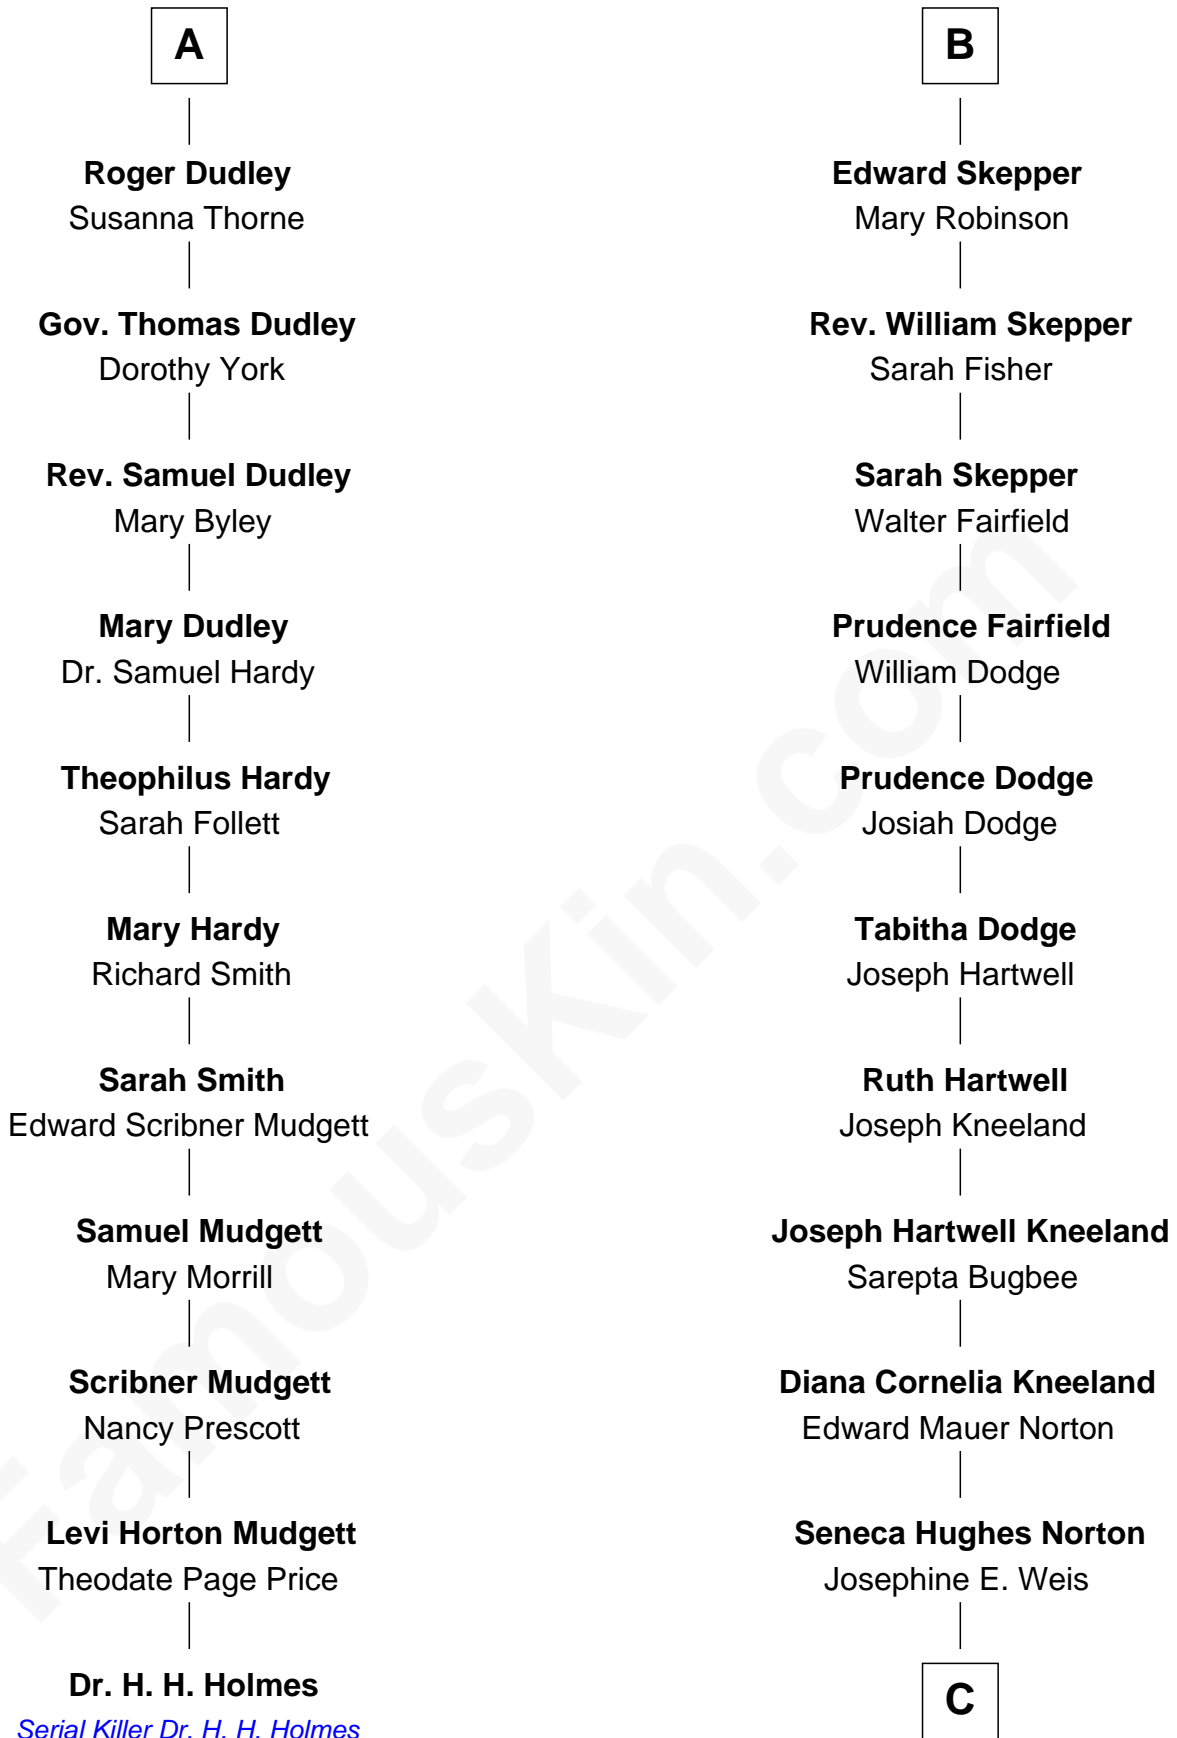 A
Roger Dudley
Susanna Thorne
Gov. Thomas Dudley
Dorothy York
Rev. Samuel Dudley
Mary Byley
Mary Dudley
Dr. Samuel Hardy
Theophilus Hardy
Sarah Follett
Mary Hardy
Richard Smith
Sarah Smith
Edward Scribner Mudgett
Samuel Mudgett
Mary Morrill
Scribner Mudgett
Nancy Prescott
Levi Horton Mudgett
Theodate Page Price
Dr. H. H. Holmes
Serial Killer Dr. H. H. Holmes
B
Edward Skepper
Mary Robinson
Rev. William Skepper
Sarah Fisher
Sarah Skepper
Walter Fairfield
Prudence Fairfield
William Dodge
Prudence Dodge
Josiah Dodge
Tabitha Dodge
Joseph Hartwell
Ruth Hartwell
Joseph Kneeland
Joseph Hartwell Kneeland
Sarepta Bugbee
Diana Cornelia Kneeland
Edward Mauer Norton
Seneca Hughes Norton
Josephine E. Weis
C
FamousKin.com